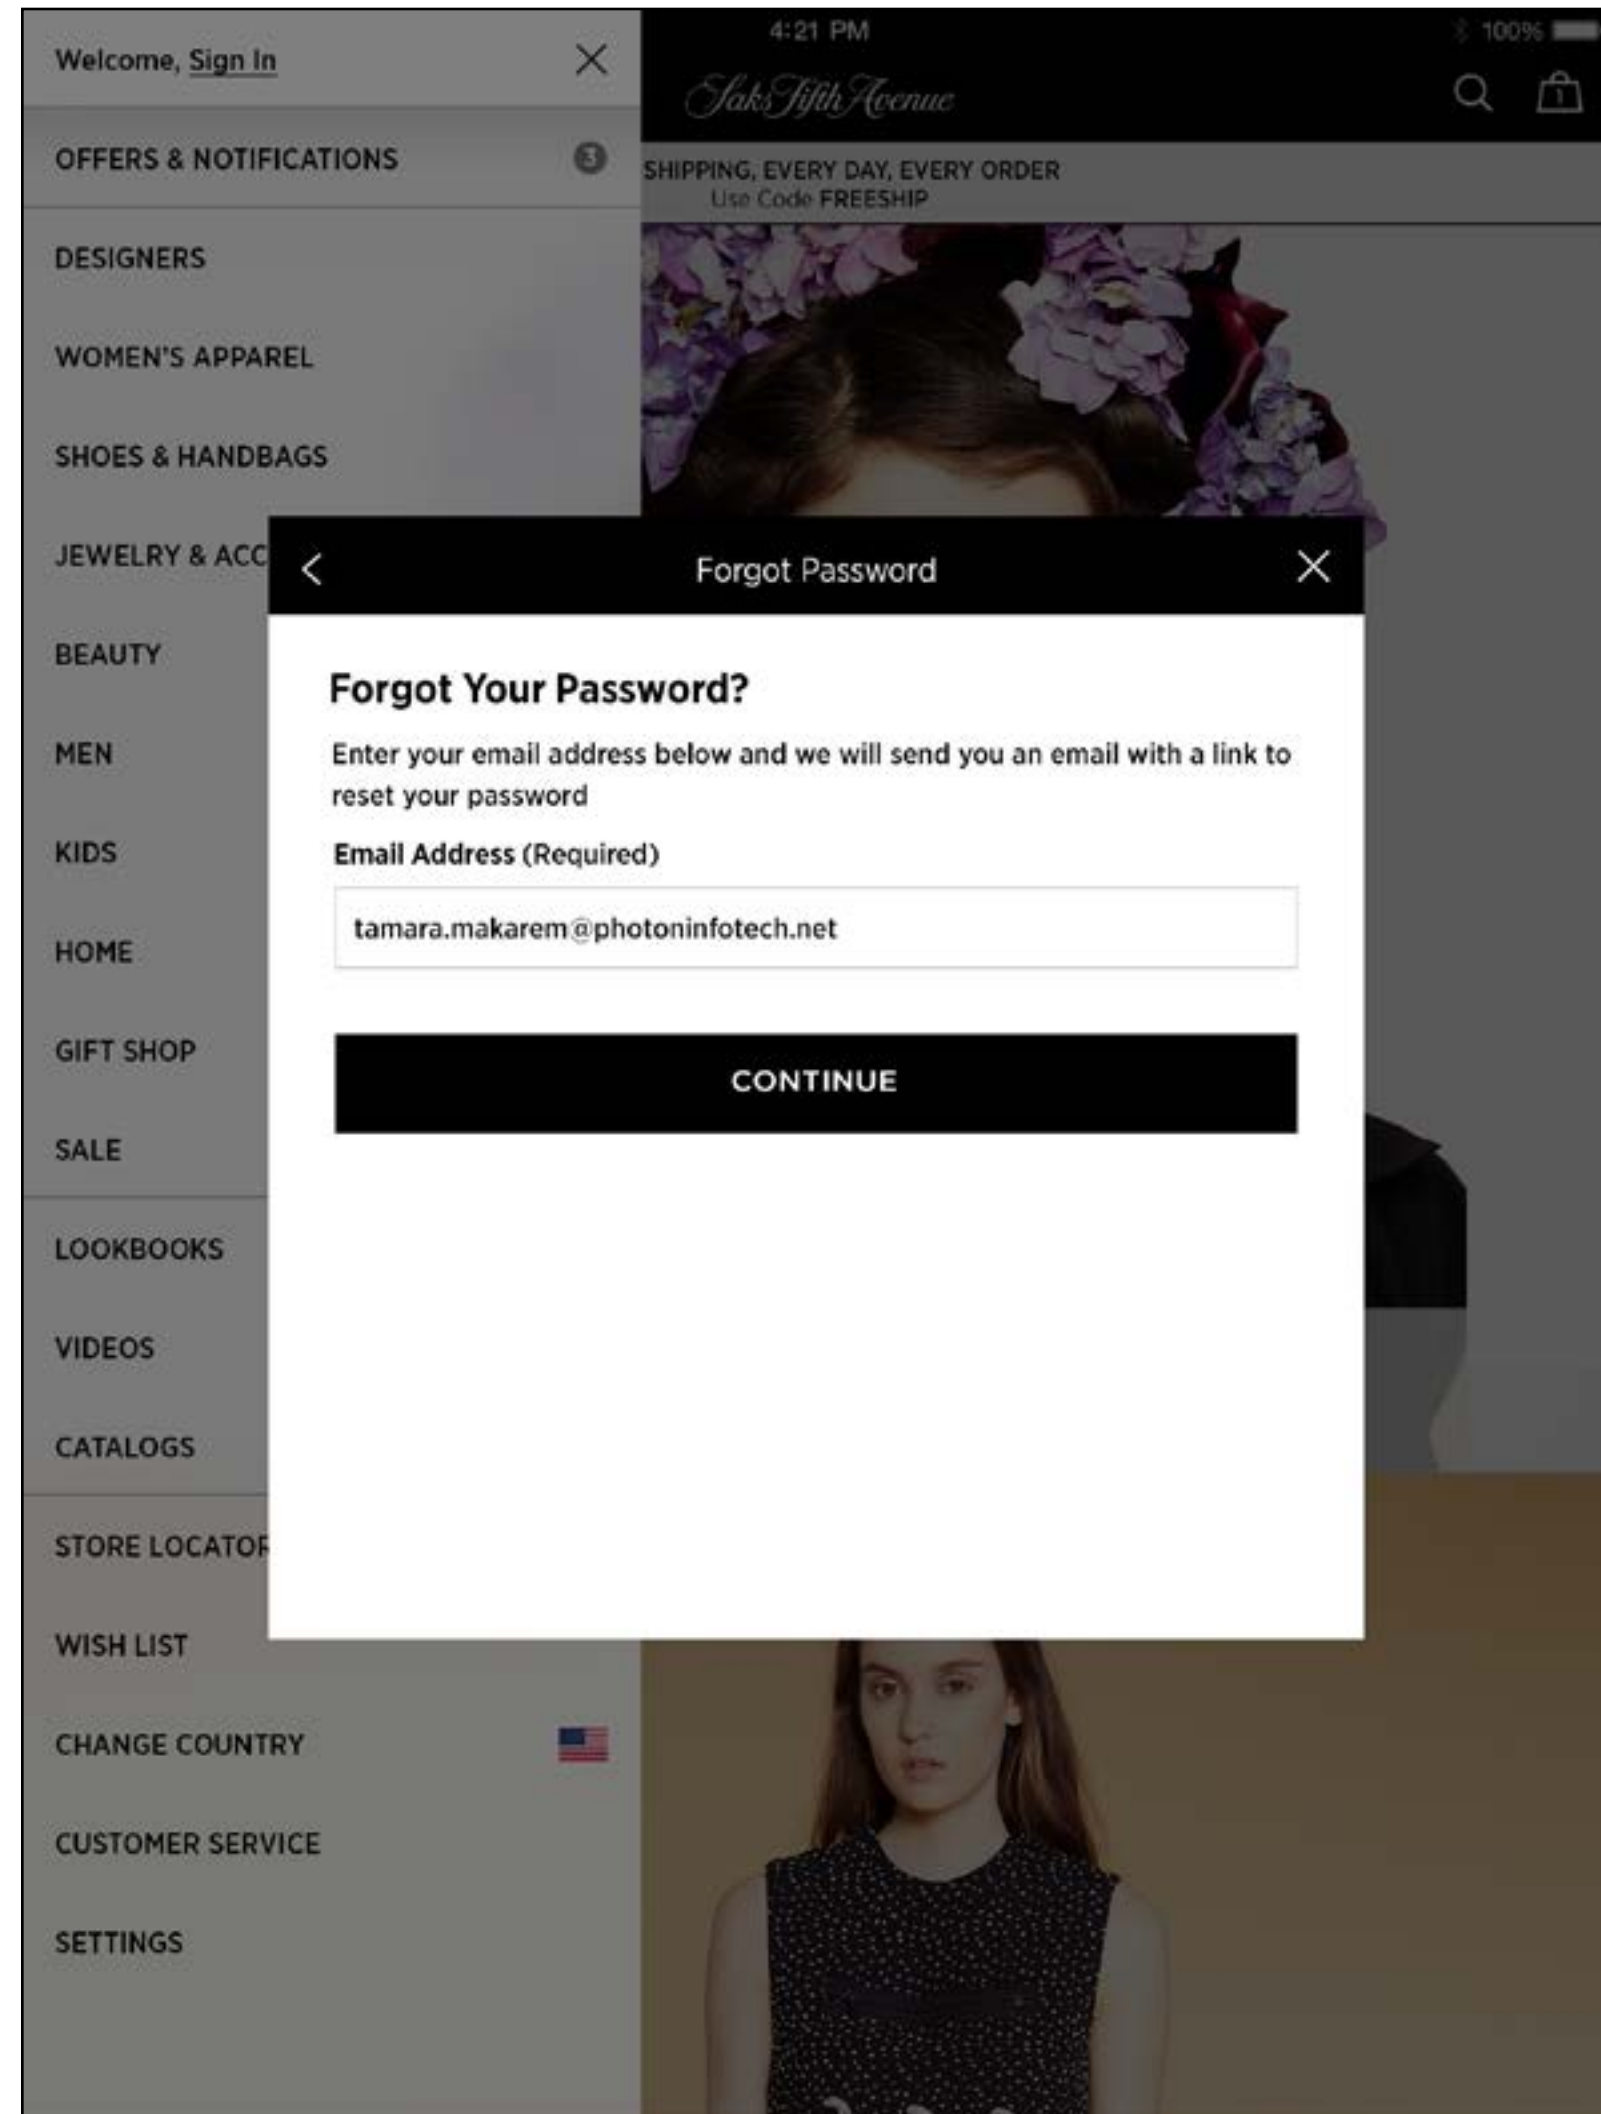 Welcome, Sign In
4:21 PM
100%
Saks Fifth Avenue
1
OFFERS & NOTIFICATIONS
3
SHIPPING, EVERY DAY, EVERY ORDER
Use Code FREESHIP
DESIGNERS
WOMEN'S APPAREL
SHOES & HANDBAGS
JEWELRY & ACC
BEAUTY
MEN
KIDS
HOME
GIFT SHOP
SALE
LOOKBOOKS
VIDEOS
CATALOGS
STORE LOCATOR
WISH LIST
CHANGE COUNTRY
CUSTOMER SERVICE
SETTINGS
Forgot Password
Forgot Your Password?
Enter your email address below and we will send you an email with a link to
reset your password
Email Address (Required)
tamara.makarem@photoninfotech.net
CONTINUE